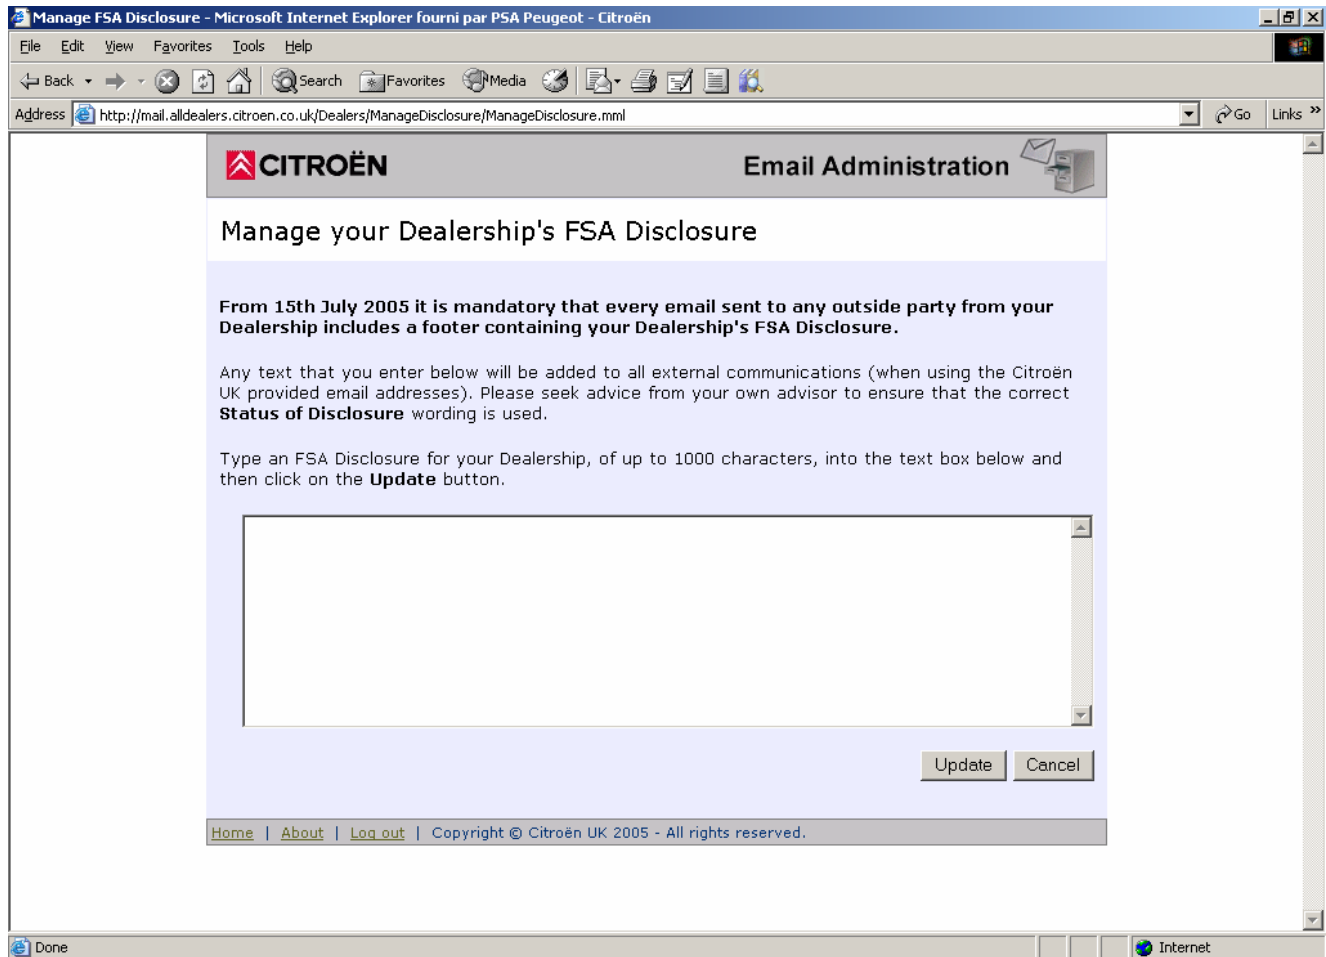 Manage FSA Disclosure - Microsoft Internet Explorer fourni par PSA Peugeot - Citroën
File Edit View Favorites Tools Help
Back Search Favorites Media
Address http://mail.alldealers.citroen.co.uk/Dealers/ManageDisclosure/ManageDisclosure.mml Go Links »
CITROËN Email Administration
Manage your Dealership's FSA Disclosure
From 15th July 2005 it is mandatory that every email sent to any outside party from your
Dealership includes a footer containing your Dealership's FSA Disclosure.
Any text that you enter below will be added to all external communications (when using the Citroën
UK provided email addresses). Please seek advice from your own advisor to ensure that the correct
Status of Disclosure wording is used.
Type an FSA Disclosure for your Dealership, of up to 1000 characters, into the text box below and
then click on the Update button.
Update Cancel
Home | About | Log out | Copyright © Citroën UK 2005 - All rights reserved.
Done Internet